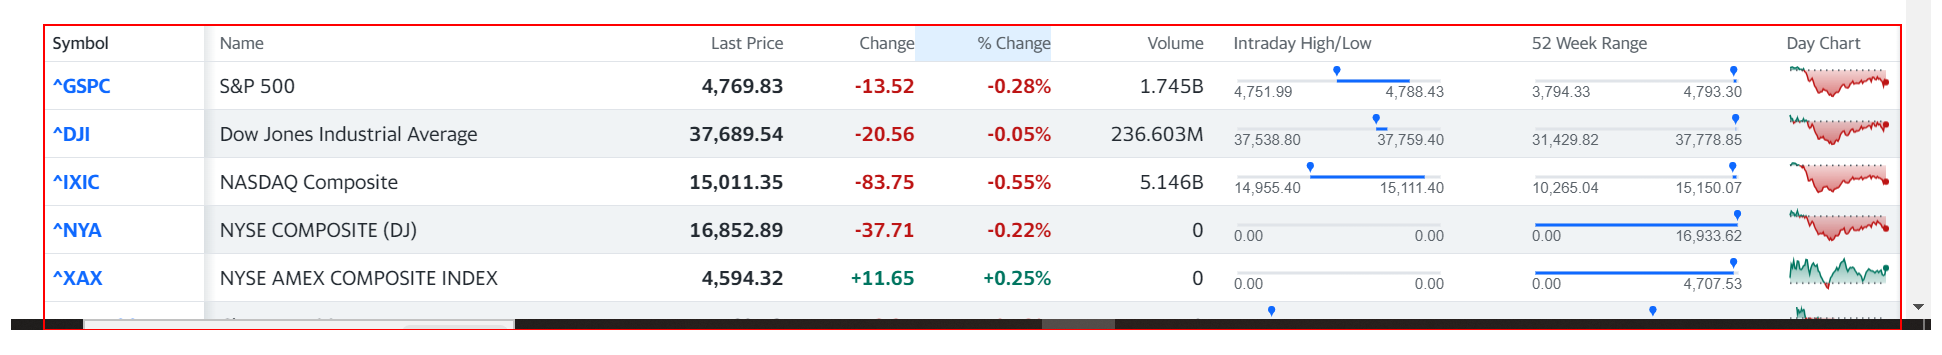 Symbol Name Last Price Change % Change Volume Intraday High/Low 52 Week Range Day Chart
^GSPC S&P 500 4,769.83 -13.52 -0.28% 1.745B 4,751.99 4,788.43 3,794.33 4,793.30
^DJI Dow Jones Industrial Average 37,689.54 -20.56 -0.05% 236.603M 37,538.80 37,759.40 31,429.82 37,778.85
^IXIC NASDAQ Composite 15,011.35 -83.75 -0.55% 5.146B 14,955.40 15,111.40 10,265.04 15,150.07
^NYA NYSE COMPOSITE (DJ) 16,852.89 -37.71 -0.22% 0 0.00 0.00 0.00 16,933.62
^XAX NYSE AMEX COMPOSITE INDEX 4,594.32 +11.65 +0.25% 0 0.00 0.00 0.00 4,707.53